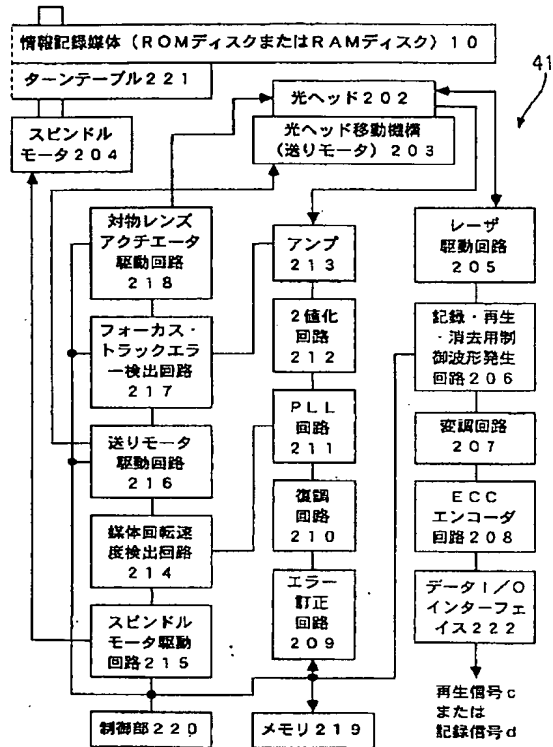 情報記録媒体（ＲＯＭディスクまたはＲＡＭディスク）１０
ターンテーブル２２１
スピンドル
モータ２０４
光ヘッド２０２
光ヘッド移動機構
（送りモータ）２０３
41
対物レンズ
アクチエータ
駆動回路
２１８
フォーカス・
トラックエラ
ー検出回路
２１７
送りモータ
駆動回路
２１６
媒体回転速
度検出回路
２１４
スピンドル
モータ駆動
回路２１５
制御部２２０
アンプ
２１３
２値化
回路
２１２
ＰＬＬ
回路
２１１
復調
回路
２１０
エラー
訂正
回路
２０９
メモリ２１９
レーザ
駆動回路
２０５
記録・再生
・消去用制
御波形発生
回路２０６
変調回路
２０７
ＥＣＣ
エンコーダ
回路２０８
データＩ／Ｏ
インターフェ
イス２２２
再生信号ｃ
または
記録信号ｄ